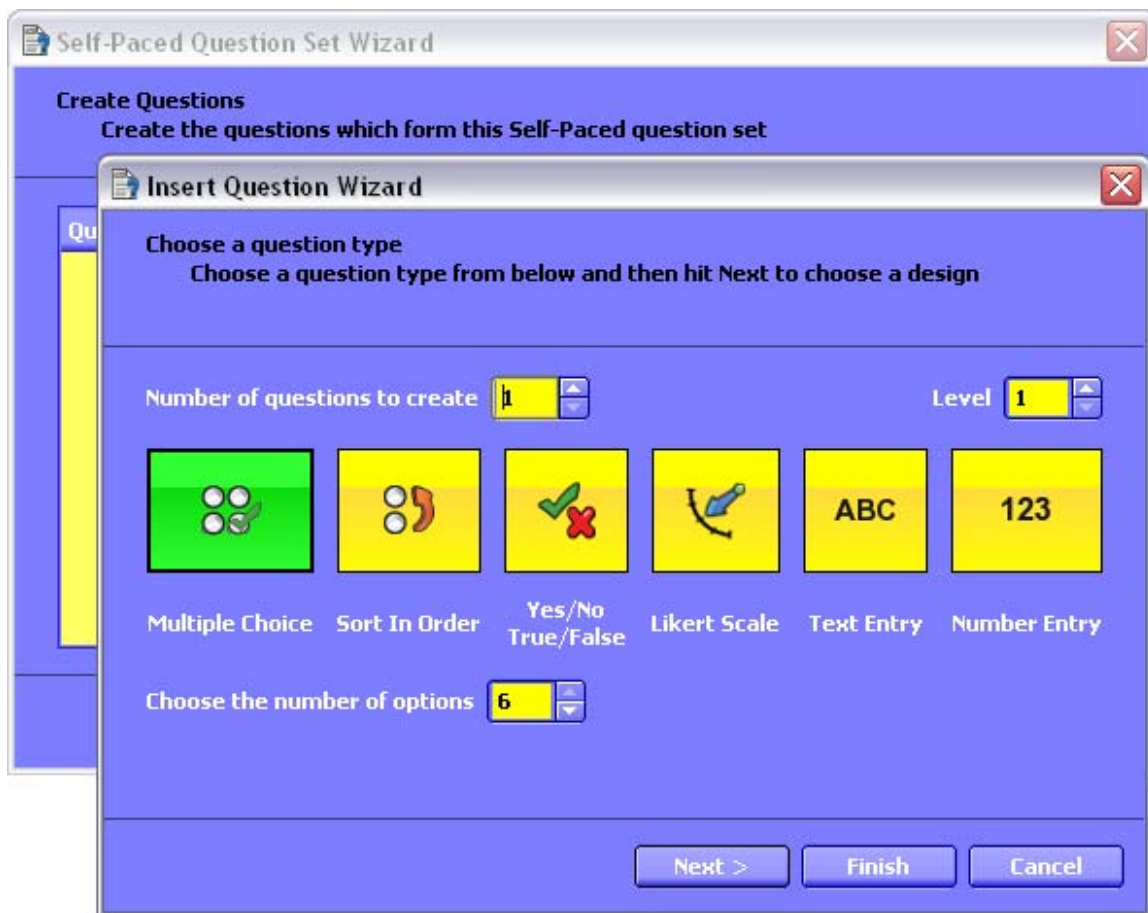 Self-Paced Question Set Wizard
Create Questions
Create the questions which form this Self-Paced question set
Insert Question Wizard
Qu
Choose a question type
Choose a question type from below and then hit Next to choose a design
Number of questions to create 1 Level 1
ABC 123
Multiple Choice Sort In Order Yes/No True/False Likert Scale Text Entry Number Entry
Choose the number of options 6
Next > Finish Cancel